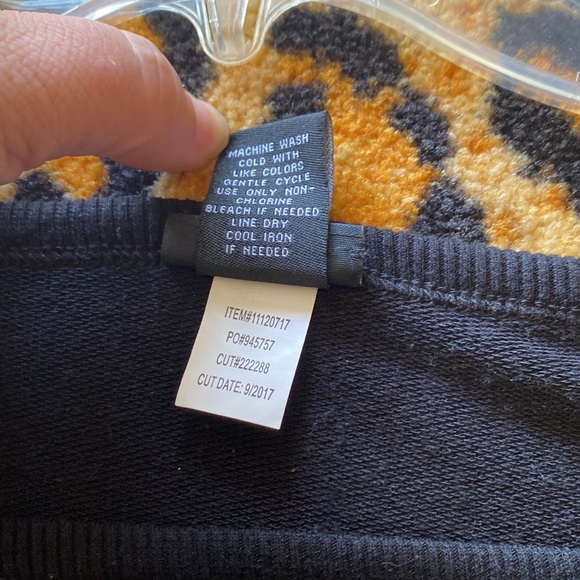 MACHINE WASH
COLD WITH
LIKE COLORS
GENTLE CYCLE
USE ONLY NON-
CHLORINE
BLEACH IF NEEDED
LINE DRY
COOL IRON
IF NEEDED
ITEM#11120717
PO#945757
CUT#222288
CUT DATE: 9/2017